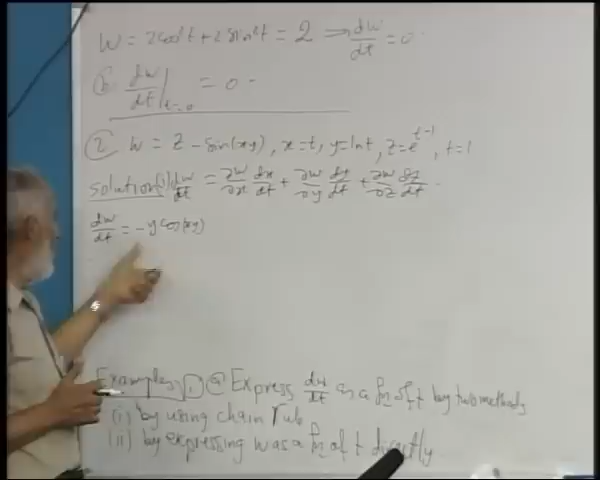 W = 2cos²t + 2sin²t = 2 ⇒ dw/dt = 0
(b) dw/dt|t=0 = 0.
(2) W = Z - sin(xy), x=t, y=lnt, z=e^(t-1), t=1
Solution (i) dw/dt = ∂w/∂x dx/dt + ∂w/∂y dy/dt + ∂w/∂z dz/dt.
dw/dt = -y cos(xy)
Examples: 1. (a) Express dw/dt as a fn of t by two methods
(i) by using chain rule
(ii) by expressing w as a fn of t directly